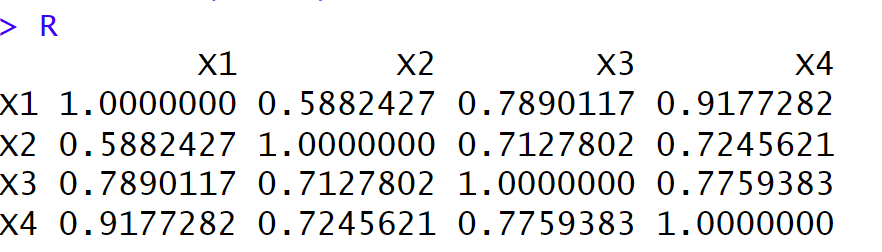 > R
X1 X2 X3 X4
X1 1.0000000 0.5882427 0.7890117 0.9177282
X2 0.5882427 1.0000000 0.7127802 0.7245621
X3 0.7890117 0.7127802 1.0000000 0.7759383
X4 0.9177282 0.7245621 0.7759383 1.0000000